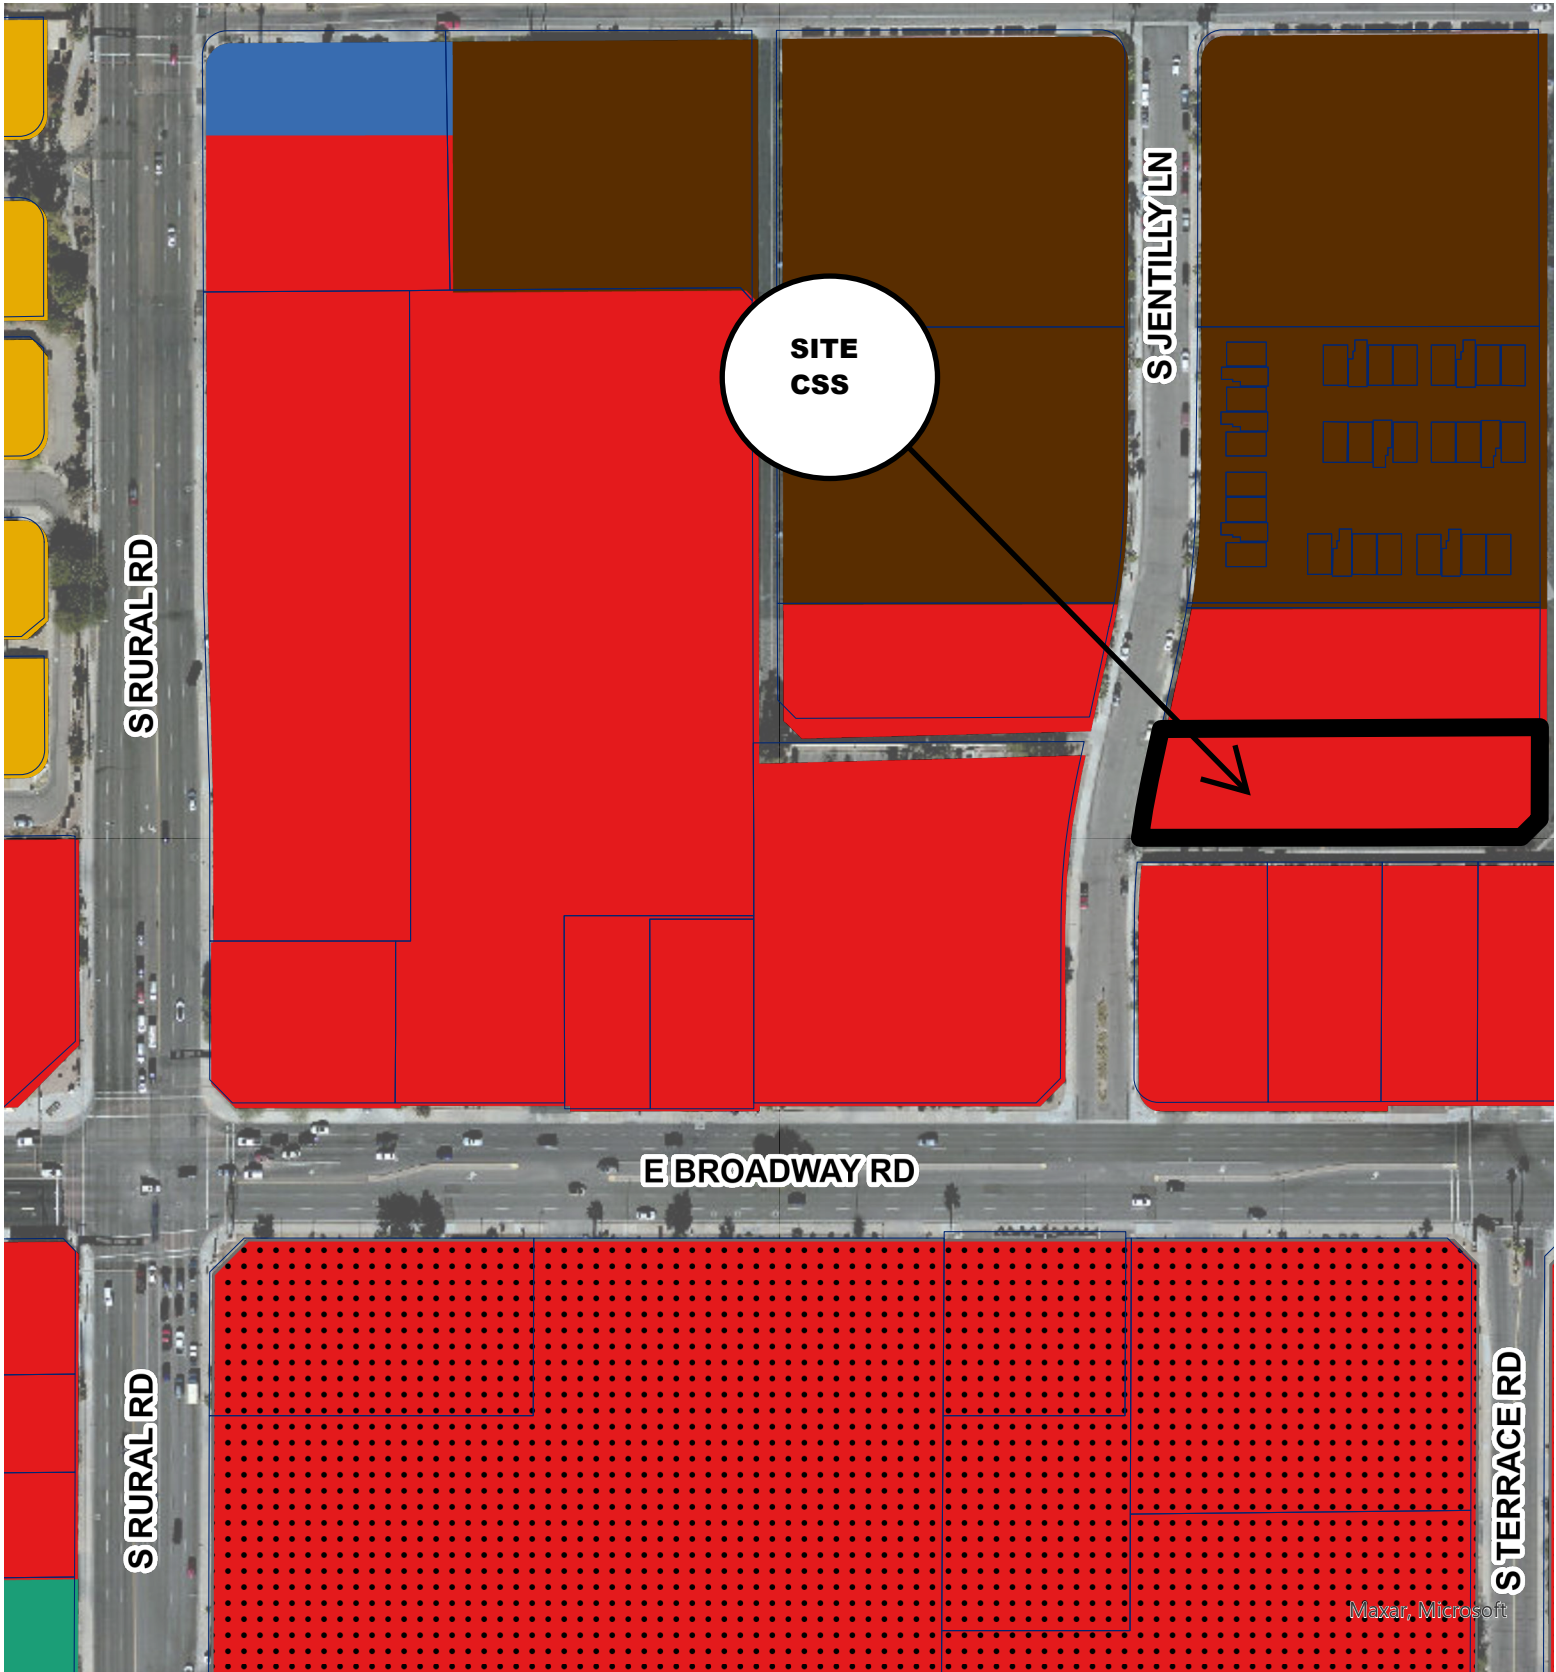 S JENTILLY LN
SITE
CSS
S RURAL RD
E BROADWAY RD
S RURAL RD
S TERRACE RD
Maxar, Microsoft